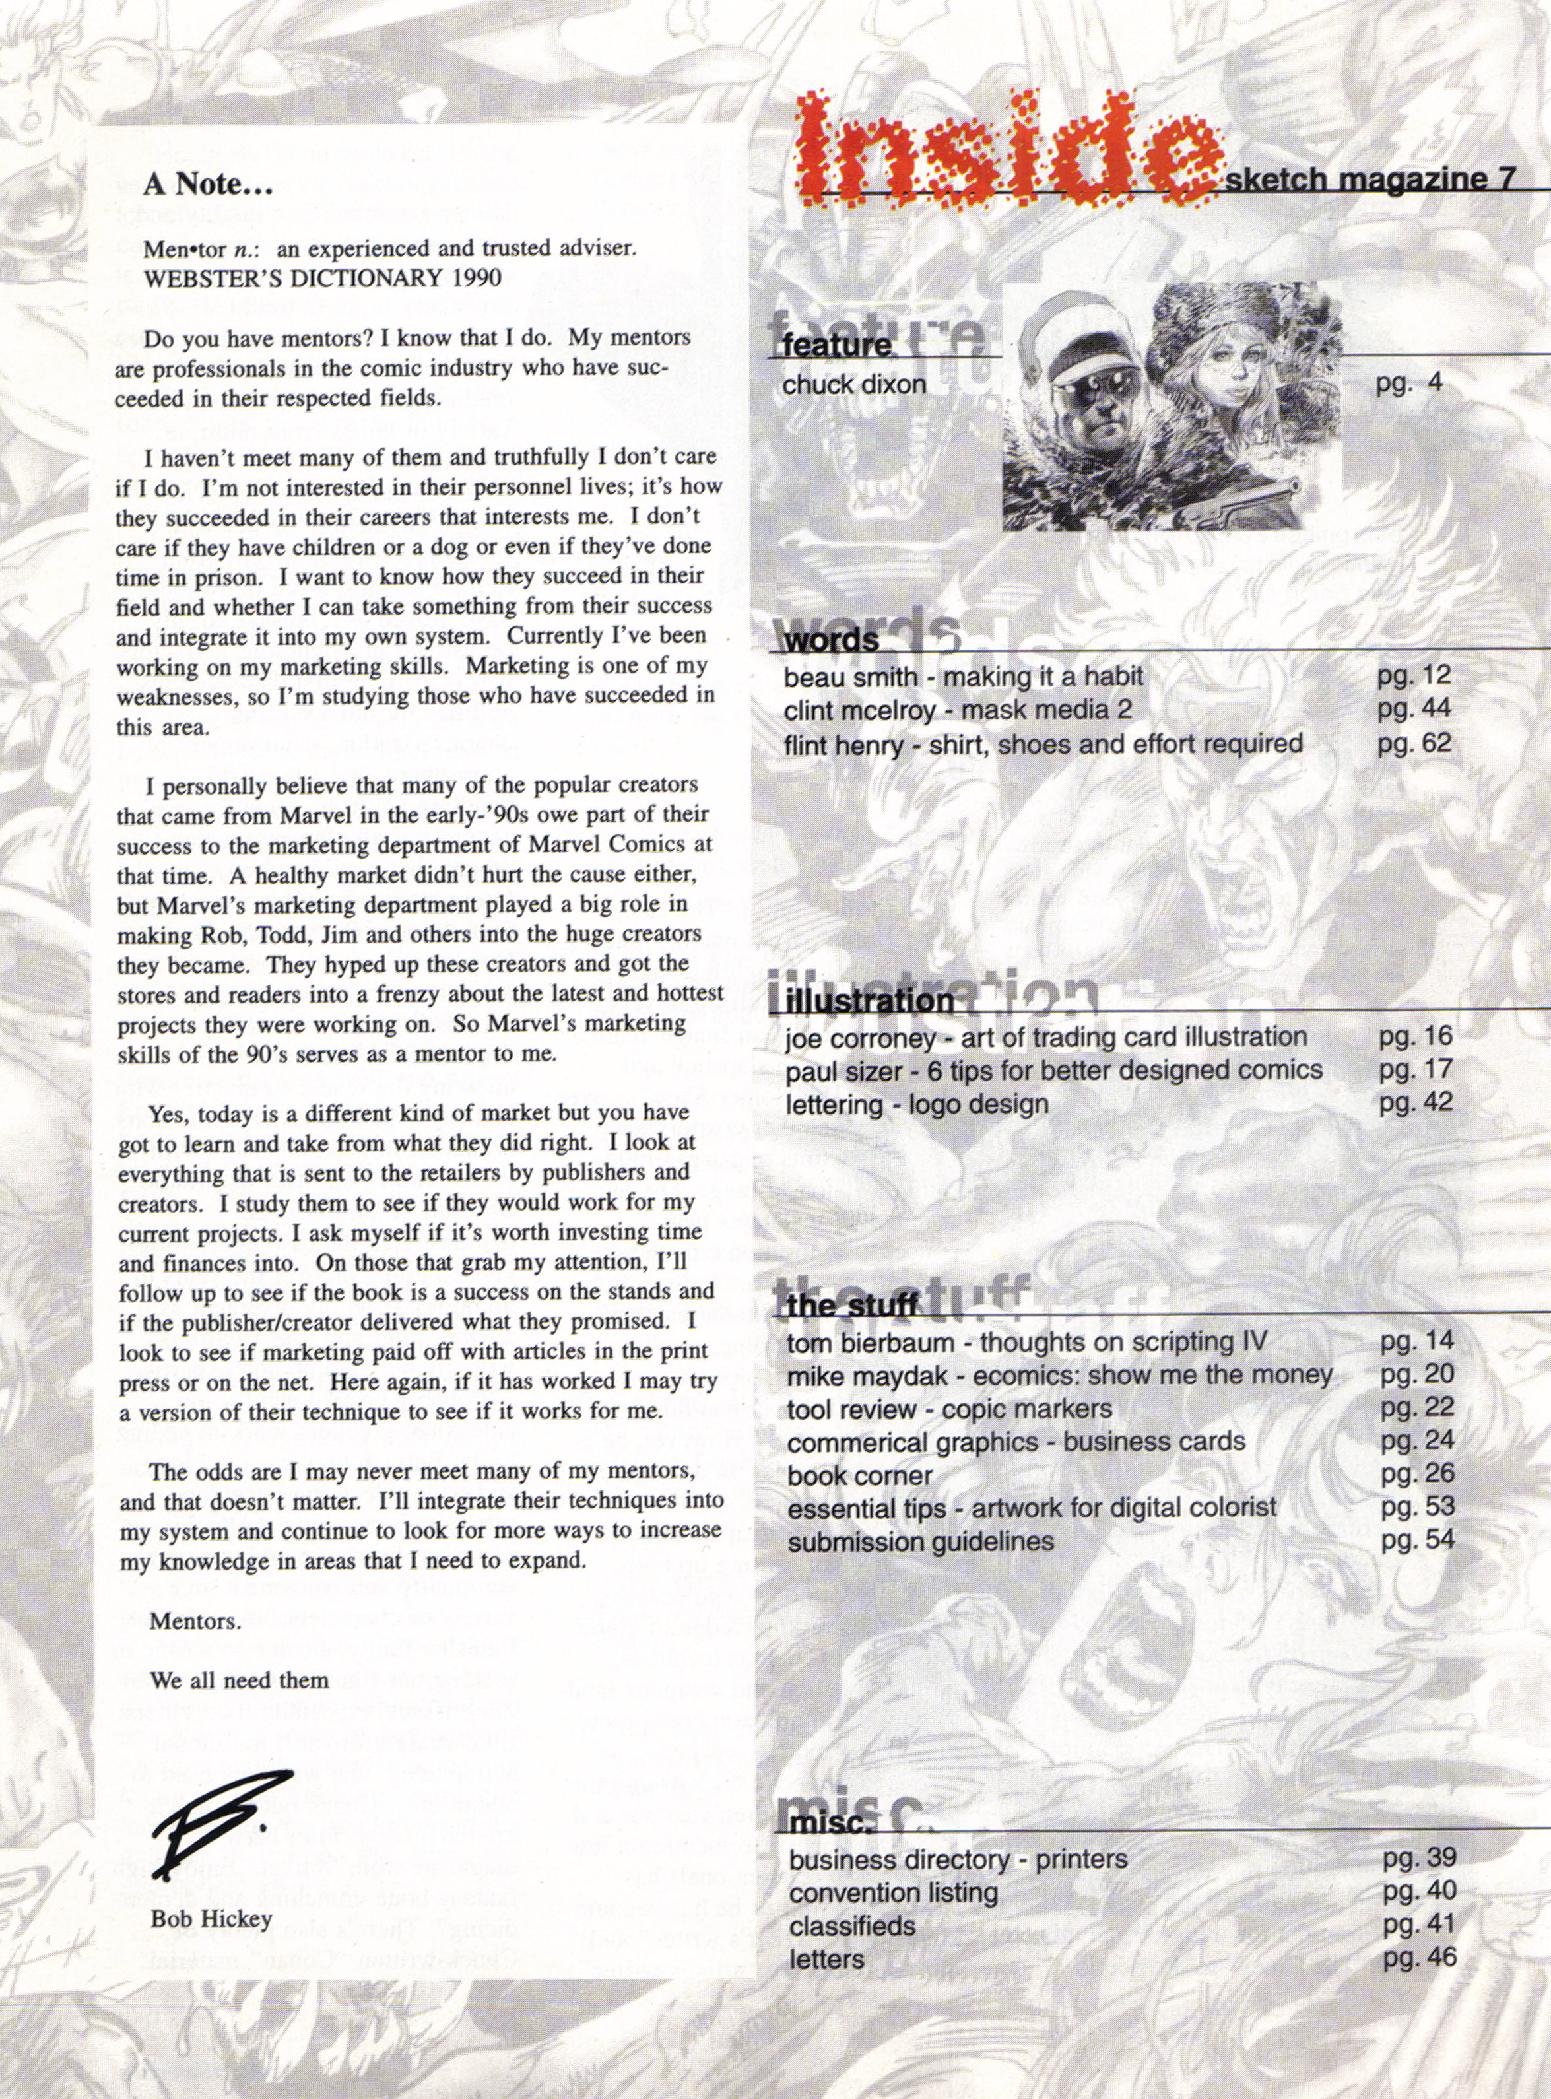 A Note...
Men•tor n.: an experienced and trusted adviser.
WEBSTER'S DICTIONARY 1990
Do you have mentors? I know that I do. My mentors
are professionals in the comic industry who have suc-
ceeded in their respected fields.
I haven't meet many of them and truthfully I don't care
if I do. I'm not interested in their personnel lives; it's how
they succeeded in their careers that interests me. I don't
care if they have children or a dog or even if they've done
time in prison. I want to know how they succeed in their
field and whether I can take something from their success
and integrate it into my own system. Currently I've been
working on my marketing skills. Marketing is one of my
weaknesses, so I'm studying those who have succeeded in
this area.
I personally believe that many of the popular creators
that came from Marvel in the early-'90s owe part of their
success to the marketing department of Marvel Comics at
that time. A healthy market didn't hurt the cause either,
but Marvel's marketing department played a big role in
making Rob, Todd, Jim and others into the huge creators
they became. They hyped up these creators and got the
stores and readers into a frenzy about the latest and hottest
projects they were working on. So Marvel's marketing
skills of the 90's serves as a mentor to me.
Yes, today is a different kind of market but you have
got to learn and take from what they did right. I look at
everything that is sent to the retailers by publishers and
creators. I study them to see if they would work for my
current projects. I ask myself if it's worth investing time
and finances into. On those that grab my attention, I'll
follow up to see if the book is a success on the stands and
if the publisher/creator delivered what they promised. I
look to see if marketing paid off with articles in the print
press or on the net. Here again, if it has worked I may try
a version of their technique to see if it works for me.
The odds are I may never meet many of my mentors,
and that doesn't matter. I'll integrate their techniques into
my system and continue to look for more ways to increase
my knowledge in areas that I need to expand.
Mentors.
We all need them
B.
Bob Hickey
Inside sketch magazine 7
feature
chuck dixon pg. 4
words
beau smith - making it a habit pg. 12
clint mcelroy - mask media 2 pg. 44
flint henry - shirt, shoes and effort required pg. 62
illustration
joe corroney - art of trading card illustration pg. 16
paul sizer - 6 tips for better designed comics pg. 17
lettering - logo design pg. 42
the stuff
tom bierbaum - thoughts on scripting IV pg. 14
mike maydak - ecomics: show me the money pg. 20
tool review - copic markers pg. 22
commerical graphics - business cards pg. 24
book corner pg. 26
essential tips - artwork for digital colorist pg. 53
submission guidelines pg. 54
misc.
business directory - printers pg. 39
convention listing pg. 40
classifieds pg. 41
letters pg. 46